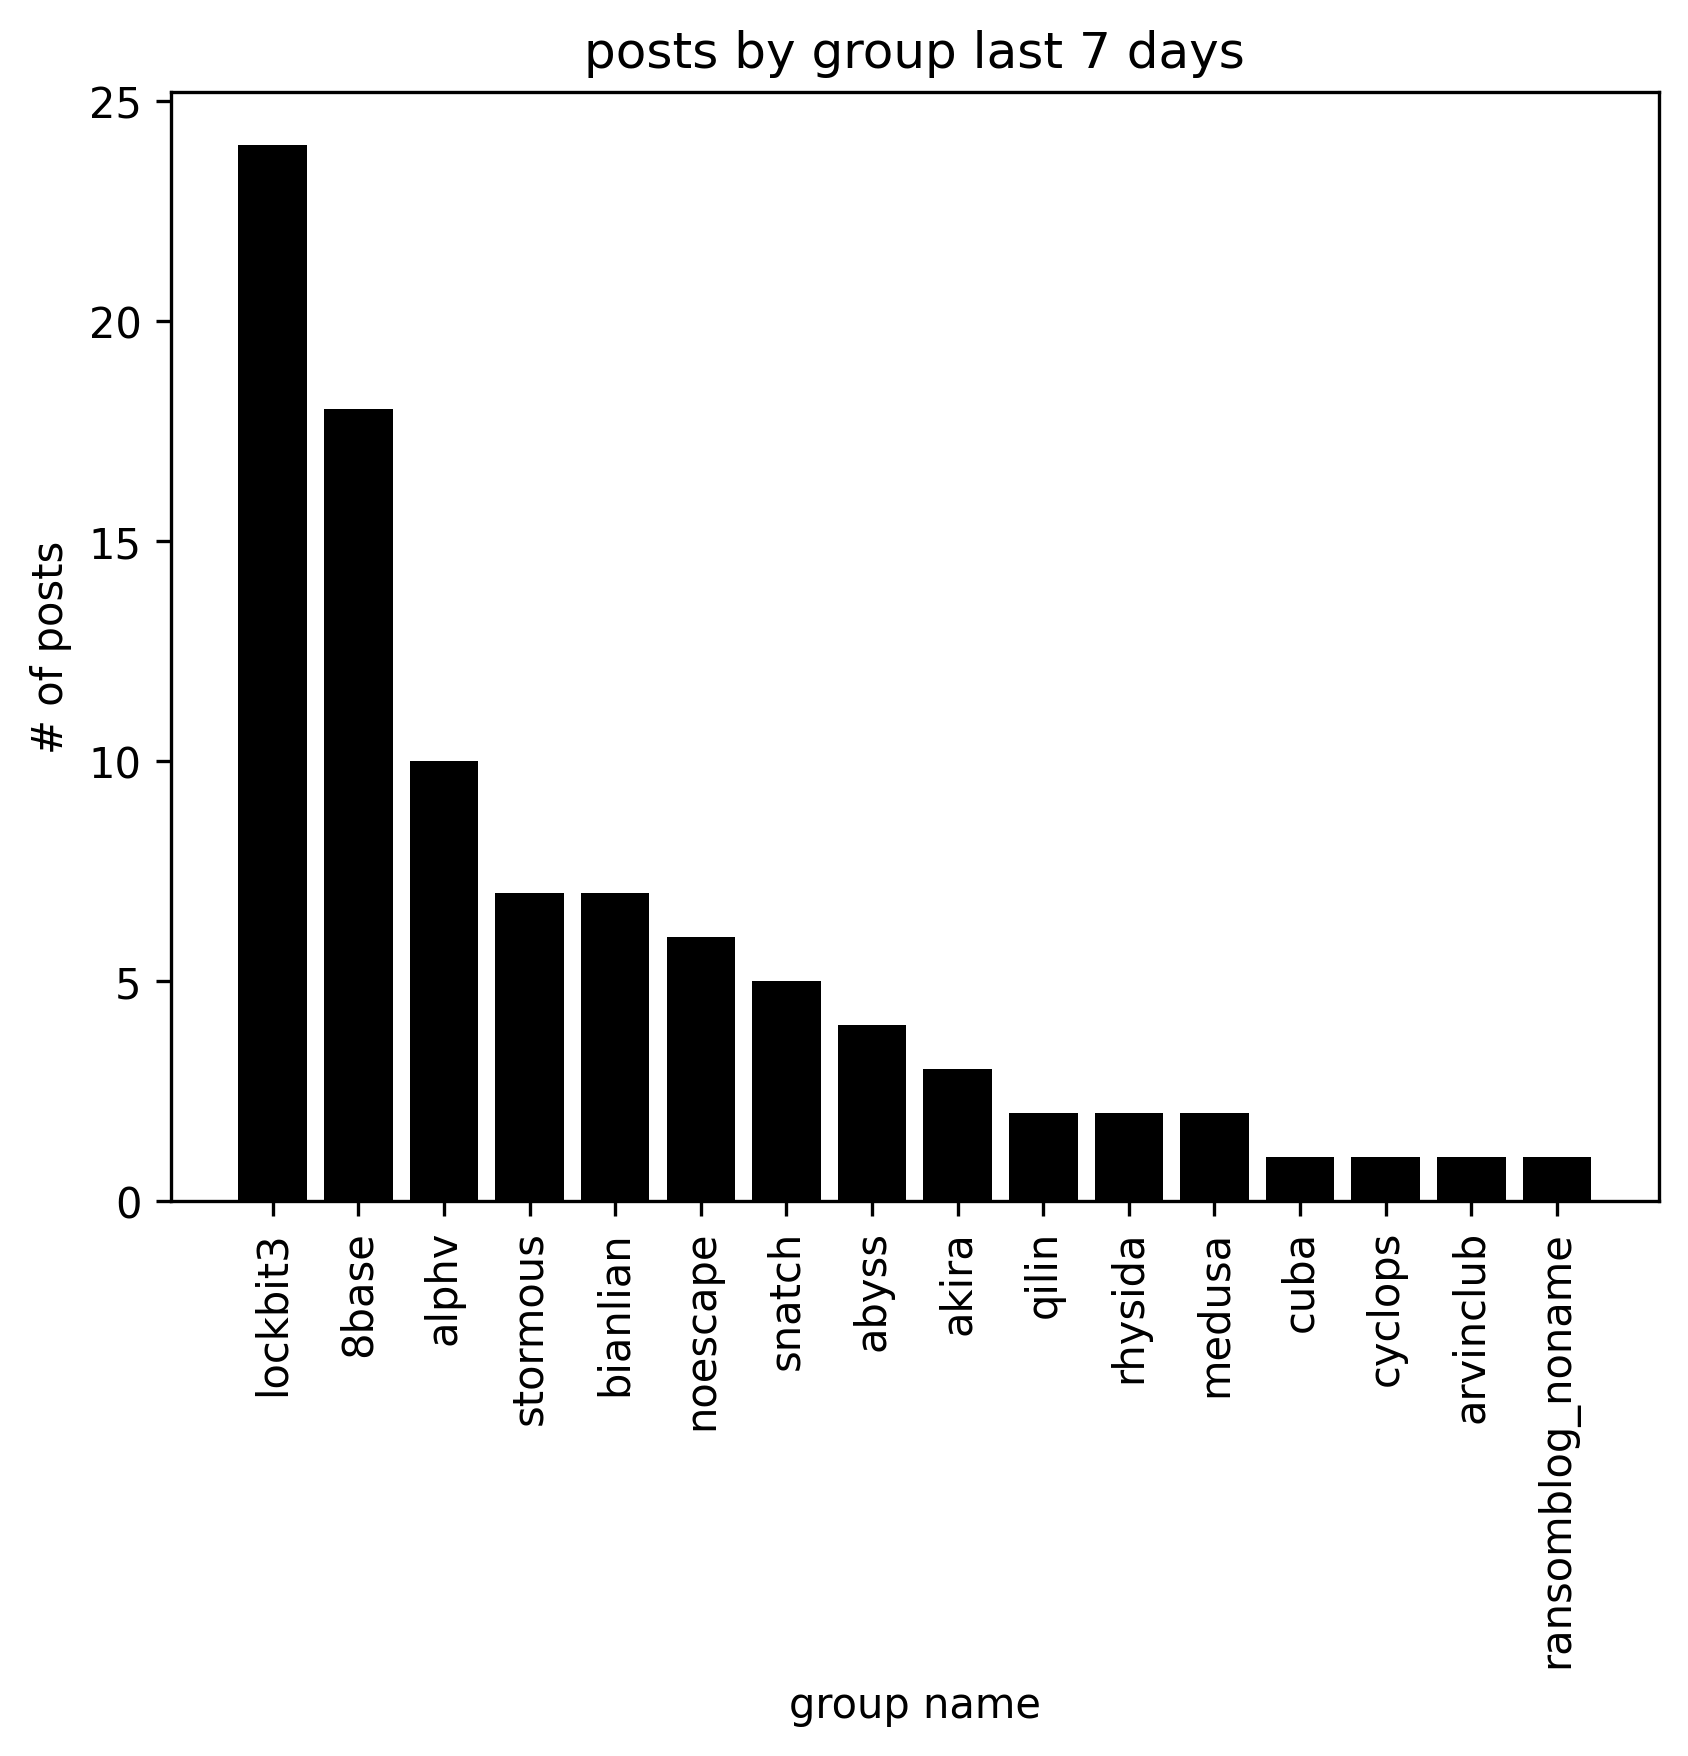 posts by group last 7 days
# of posts
25
20
15
10
5
0
lockbit3
8base
alphv
stormous
bianlian
noescape
snatch
abyss
akira
qilin
rhysida
medusa
cuba
cyclops
arvinclub
ransomblog_noname
group name